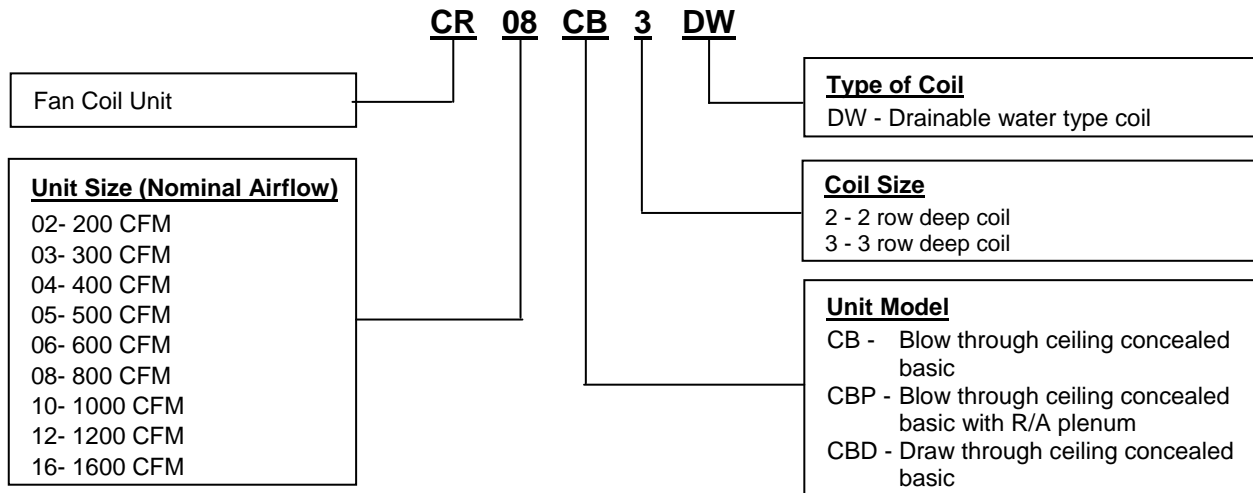 CR 08 CB 3 DW
Fan Coil Unit
Unit Size (Nominal Airflow)
02- 200 CFM
03- 300 CFM
04- 400 CFM
05- 500 CFM
06- 600 CFM
08- 800 CFM
10- 1000 CFM
12- 1200 CFM
16- 1600 CFM
Type of Coil
DW - Drainable water type coil
Coil Size
2 - 2 row deep coil
3 - 3 row deep coil
Unit Model
CB - Blow through ceiling concealed
basic
CBP - Blow through ceiling concealed
basic with R/A plenum
CBD - Draw through ceiling concealed
basic